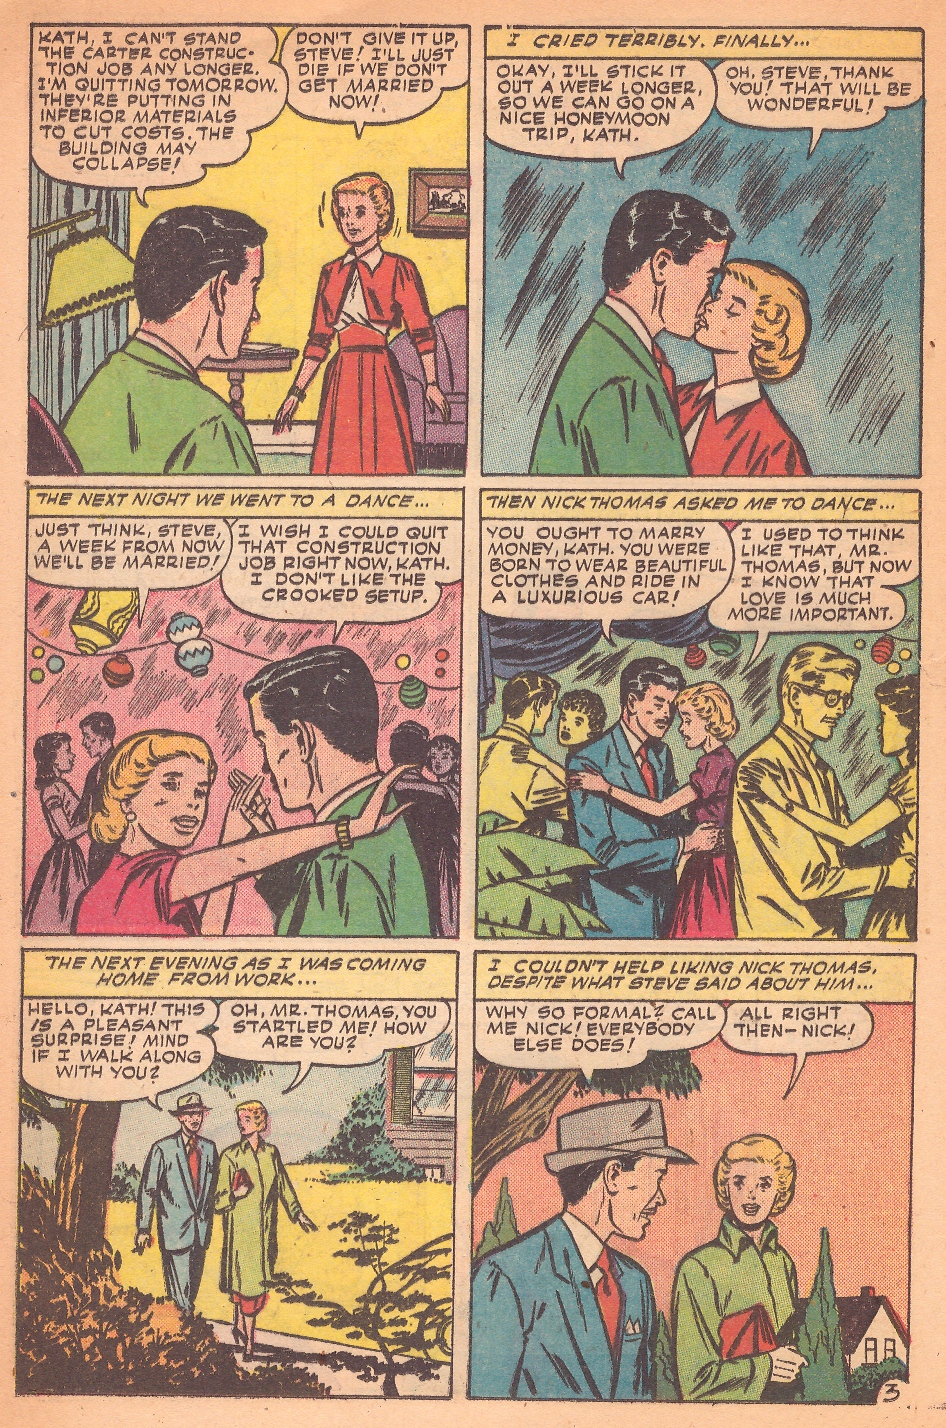 KATH, I CAN'T STAND
THE CARTER CONSTRUC-
TION JOB ANY LONGER.
I'M QUITTING TOMORROW.
THEY'RE PUTTING IN
INFERIOR MATERIALS
TO CUT COSTS. THE
BUILDING MAY
COLLAPSE!
DON'T GIVE IT UP,
STEVE! I'LL JUST
DIE IF WE DON'T
GET MARRIED
NOW!
I CRIED TERRIBLY. FINALLY...
OKAY, I'LL STICK IT
OUT A WEEK LONGER,
SO WE CAN GO ON A
NICE HONEYMOON
TRIP, KATH.
OH, STEVE, THANK
YOU! THAT WILL BE
WONDERFUL!
THE NEXT NIGHT WE WENT TO A DANCE...
JUST THINK, STEVE,
A WEEK FROM NOW
WE'LL BE MARRIED!
I WISH I COULD QUIT
THAT CONSTRUCTION
JOB RIGHT NOW, KATH.
I DON'T LIKE THE
CROOKED SETUP.
THEN NICK THOMAS ASKED ME TO DANCE...
YOU OUGHT TO MARRY
MONEY, KATH. YOU WERE
BORN TO WEAR BEAUTIFUL
CLOTHES AND RIDE IN
A LUXURIOUS CAR!
I USED TO THINK
LIKE THAT, MR.
THOMAS, BUT NOW
I KNOW THAT
LOVE IS MUCH
MORE IMPORTANT.
THE NEXT EVENING AS I WAS COMING
HOME FROM WORK...
HELLO, KATH! THIS
IS A PLEASANT
SURPRISE! MIND
IF I WALK ALONG
WITH YOU?
OH, MR. THOMAS, YOU
STARTLED ME! HOW
ARE YOU?
I COULDN'T HELP LIKING NICK THOMAS,
DESPITE WHAT STEVE SAID ABOUT HIM...
WHY SO FORMAL? CALL
ME NICK! EVERYBODY
ELSE DOES!
ALL RIGHT
THEN-NICK!
3